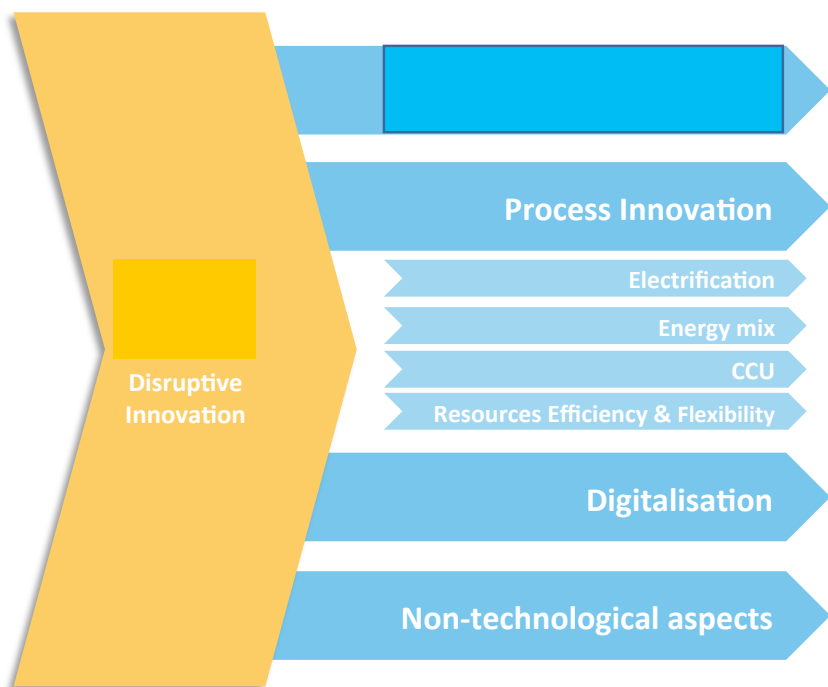 Process Innovation
Electrification
Energy mix
Disruptive
Innovation
CCU
Resources Efficiency & Flexibility
Digitalisation
Non-technological aspects